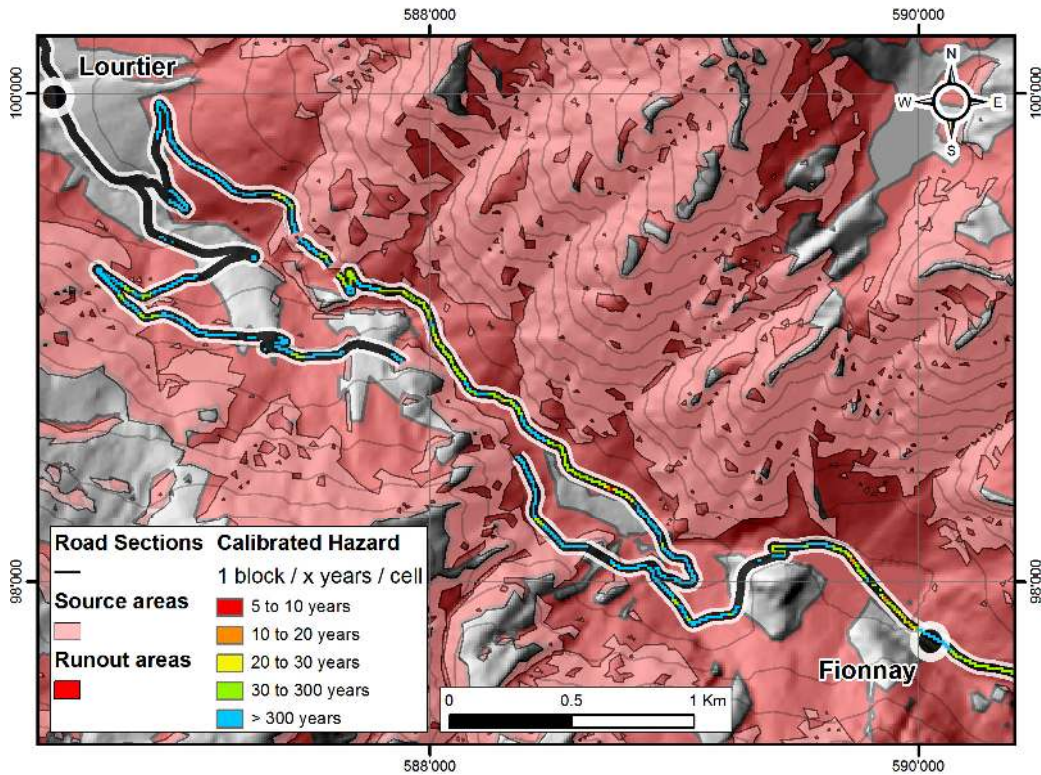 588'000
590'000
Lourtier
N
W
E
S
100'000
100'000
Road Sections
Calibrated Hazard
1 block / x years / cell
Source areas
5 to 10 years
10 to 20 years
Runout areas
20 to 30 years
30 to 300 years
> 300 years
98'000
98'000
Fionnay
0
0.5
1 Km
588'000
590'000